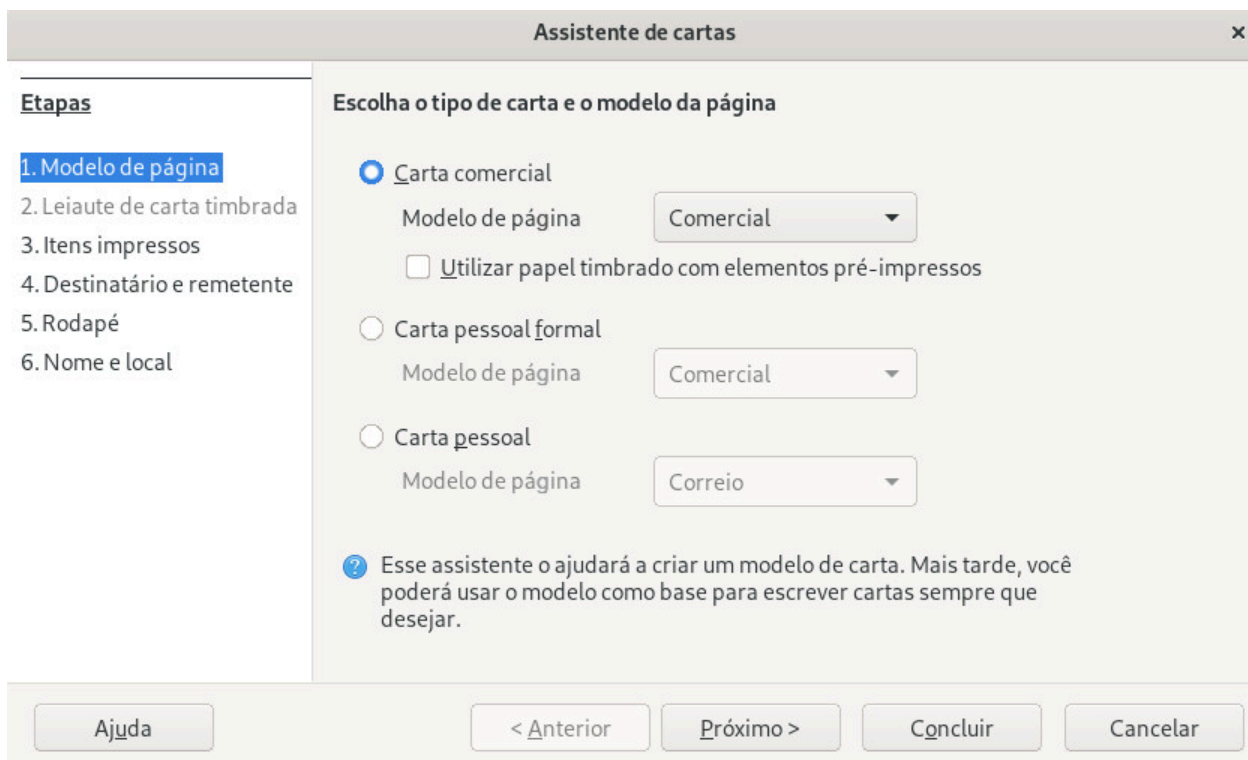 Assistente de cartas
Etapas
1. Modelo de página
2. Leiaute de carta timbrada
3. Itens impressos
4. Destinatário e remetente
5. Rodapé
6. Nome e local
Escolha o tipo de carta e o modelo da página
Carta comercial
Modelo de página Comercial
Utilizar papel timbrado com elementos pré-impressos
Carta pessoal formal
Modelo de página Comercial
Carta pessoal
Modelo de página Correio
Esse assistente o ajudará a criar um modelo de carta. Mais tarde, você
poderá usar o modelo como base para escrever cartas sempre que
desejar.
Ajuda < Anterior Próximo > Concluir Cancelar